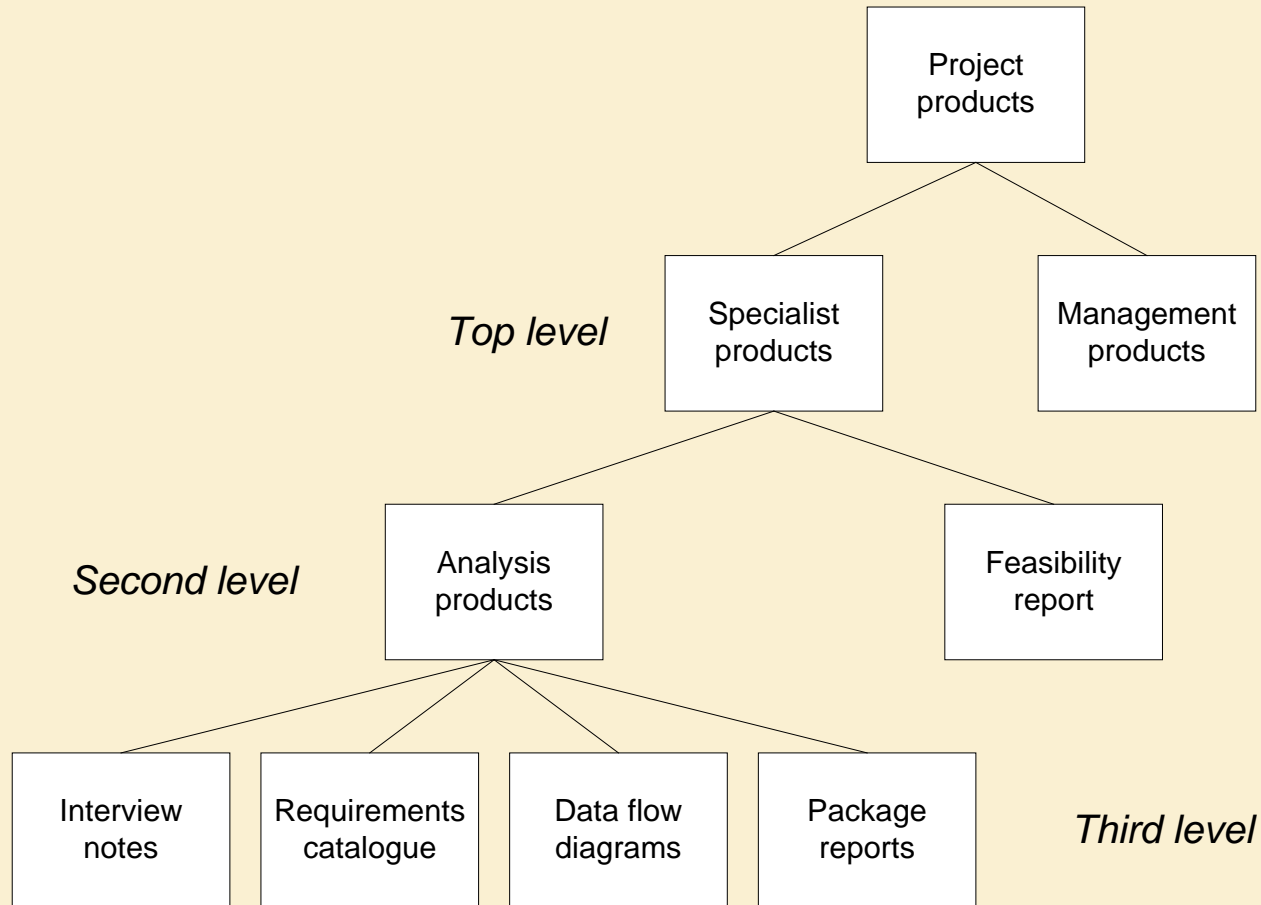 Project
products
Top level
Specialist
products
Management
products
Second level
Analysis
products
Feasibility
report
Interview
notes
Requirements
catalogue
Data flow
diagrams
Package
reports
Third level